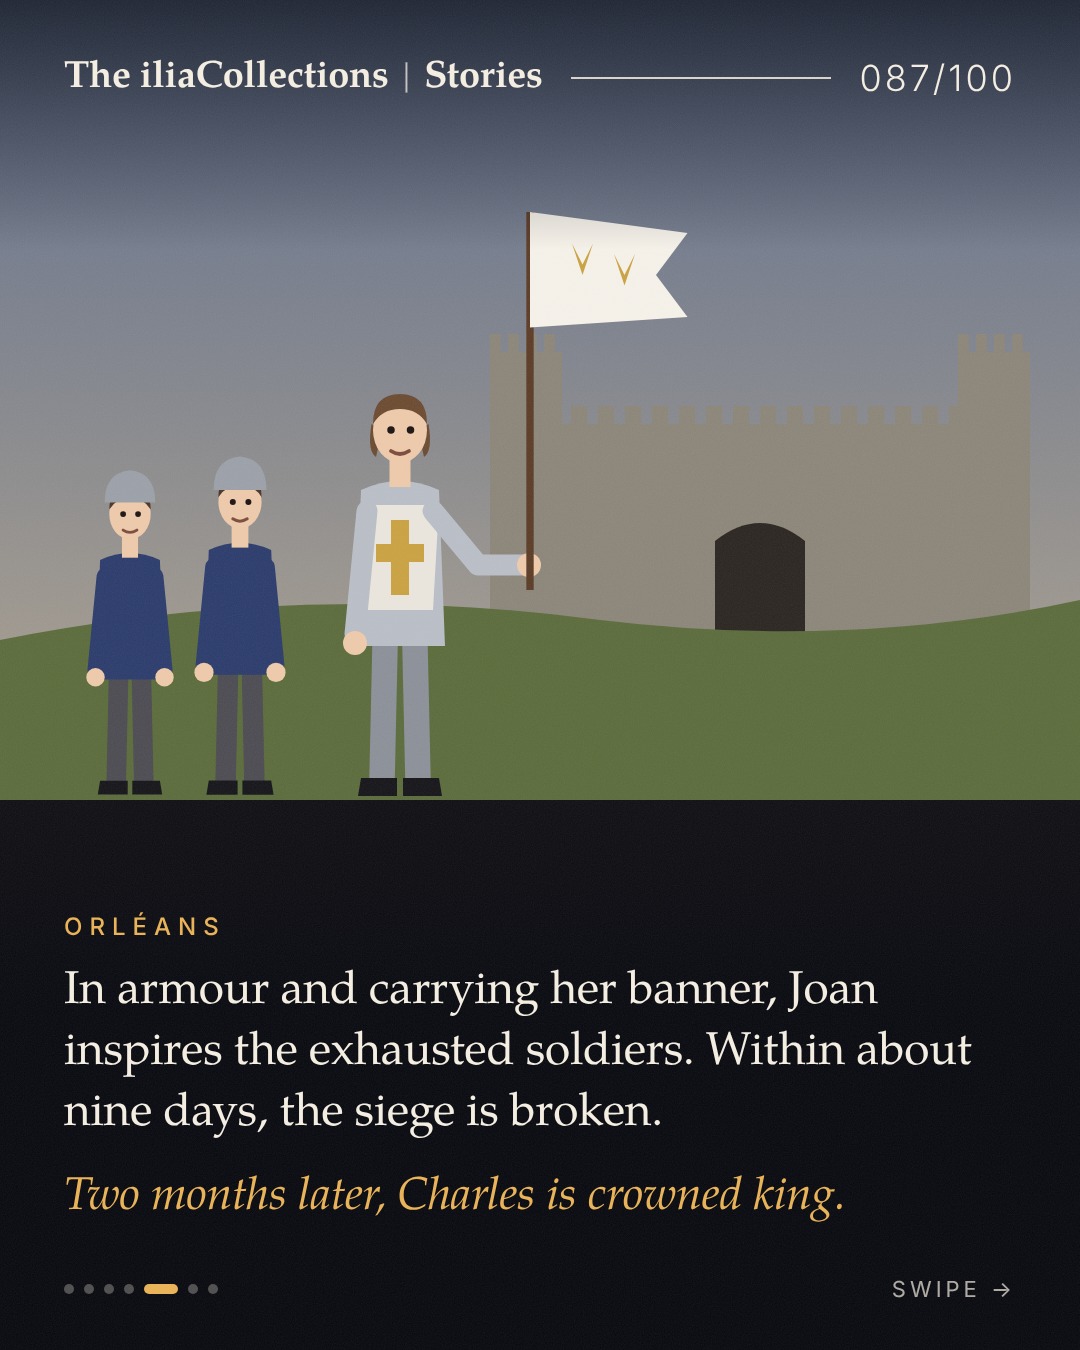 The iliaCollections | Stories 087/100
ORLÉANS
In armour and carrying her banner, Joan
inspires the exhausted soldiers. Within about
nine days, the siege is broken.
Two months later, Charles is crowned king.
SWIPE →